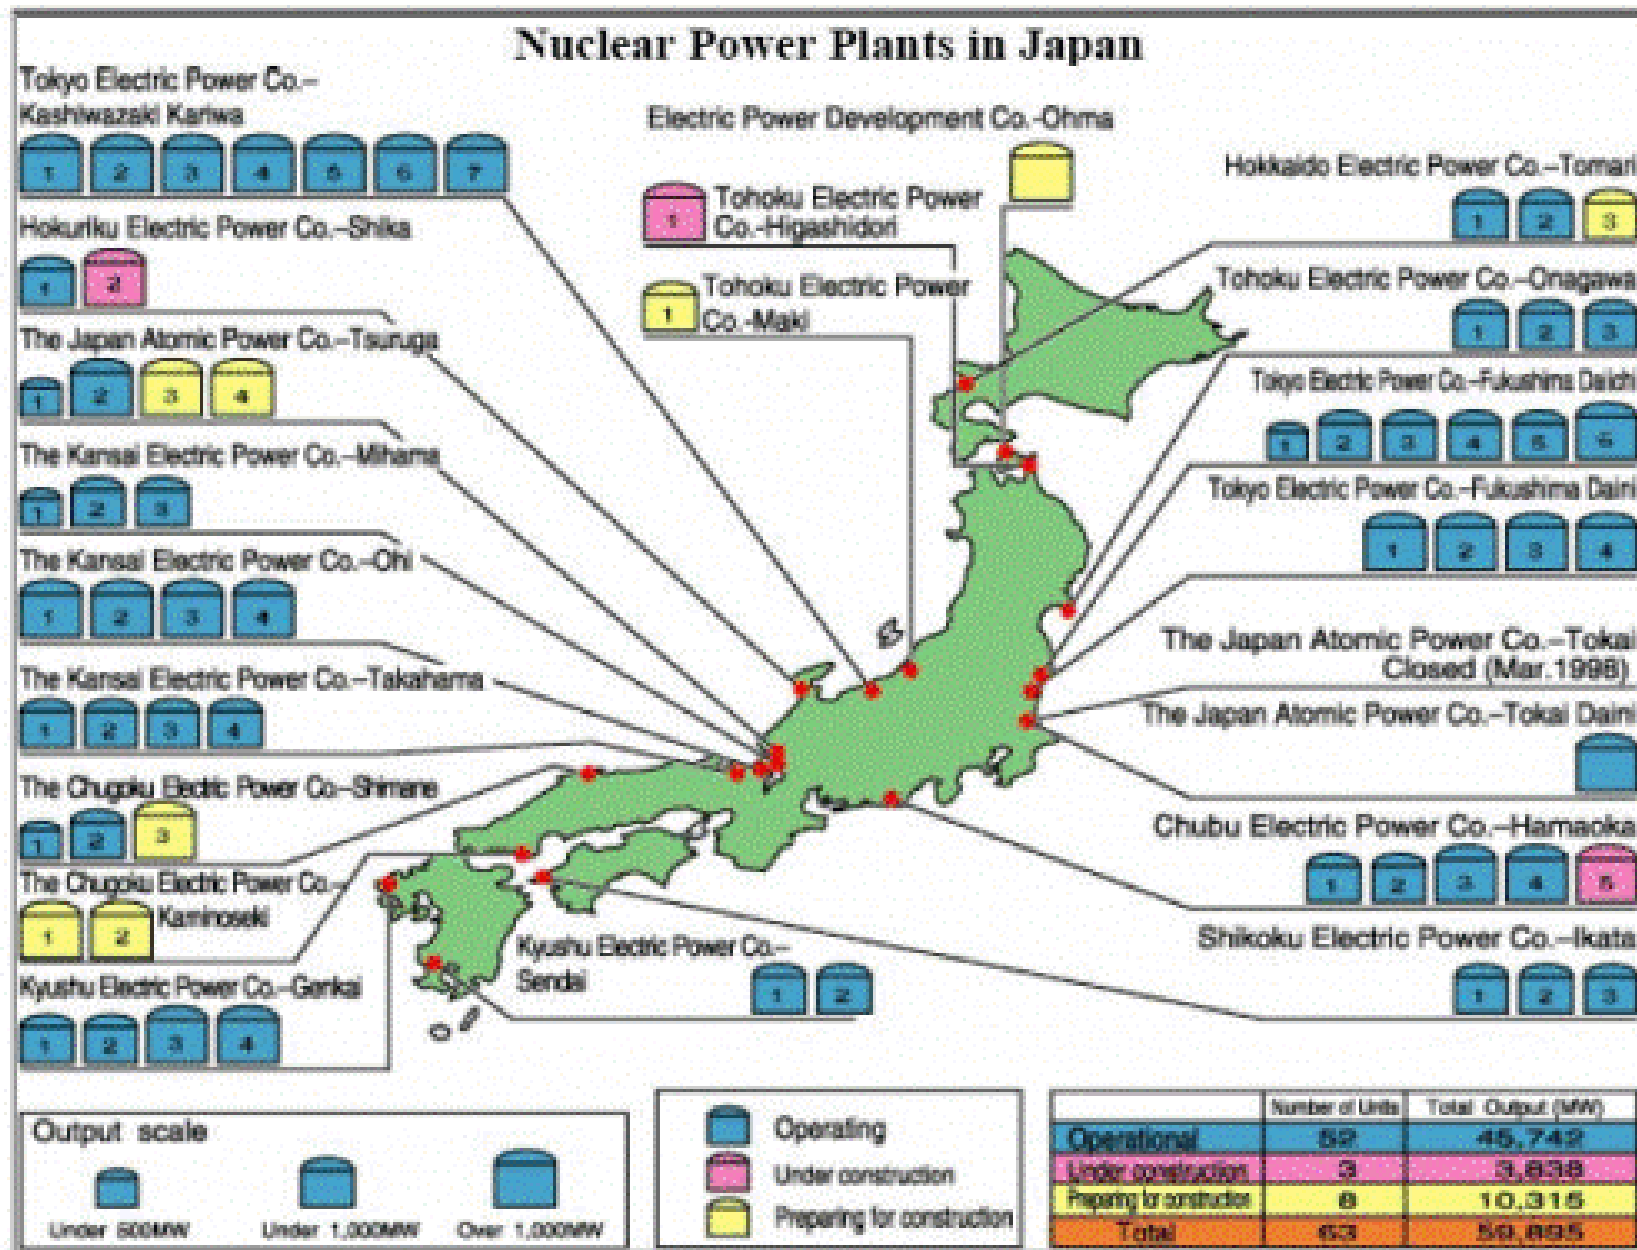 Nuclear Power Plants in Japan
Tokyo Electric Power Co.–
Kashiwazaki Kariwa
1 2 3 4 5 6 7
Hokuriku Electric Power Co.–Shika
1 2
The Japan Atomic Power Co.–Tsuruga
1 2 3 4
The Kansai Electric Power Co.–Mihama
1 2 3
The Kansai Electric Power Co.–Ohi
1 2 3 4
The Kansai Electric Power Co.–Takahama
1 2 3 4
The Chugoku Electric Power Co–Shimane
1 2 3
The Chugoku Electric Power Co.–
Kaminoseki
1 2
Kyushu Electric Power Co.–Genkai
1 2 3 4
Electric Power Development Co.-Ohma
Tohoku Electric Power
Co.-Higashidori
1
Tohoku Electric Power
Co.-Maki
1
Kyushu Electric Power Co.–
Sendai
1 2
Hokkaido Electric Power Co.–Tomari
1 2 3
Tohoku Electric Power Co.–Onagawa
1 2 3
Tokyo Electric Power Co.–Fukushima Daiichi
1 2 3 4 5 6
Tokyo Electric Power Co.–Fukushima Daini
1 2 3 4
The Japan Atomic Power Co.–Tokai
Closed (Mar.1998)
The Japan Atomic Power Co.–Tokai Daini
Chubu Electric Power Co.–Hamaoka
1 2 3 4 5
Shikoku Electric Power Co.–Ikata
1 2 3
Output scale
Under 500MW Under 1,000MW Over 1,000MW
Operating
Under construction
Preparing for construction
Number of Units Total Output (MW)
Operational 52 45,742
Under construction 3 3,838
Preparing for construction 8 10,315
Total 63 59,895